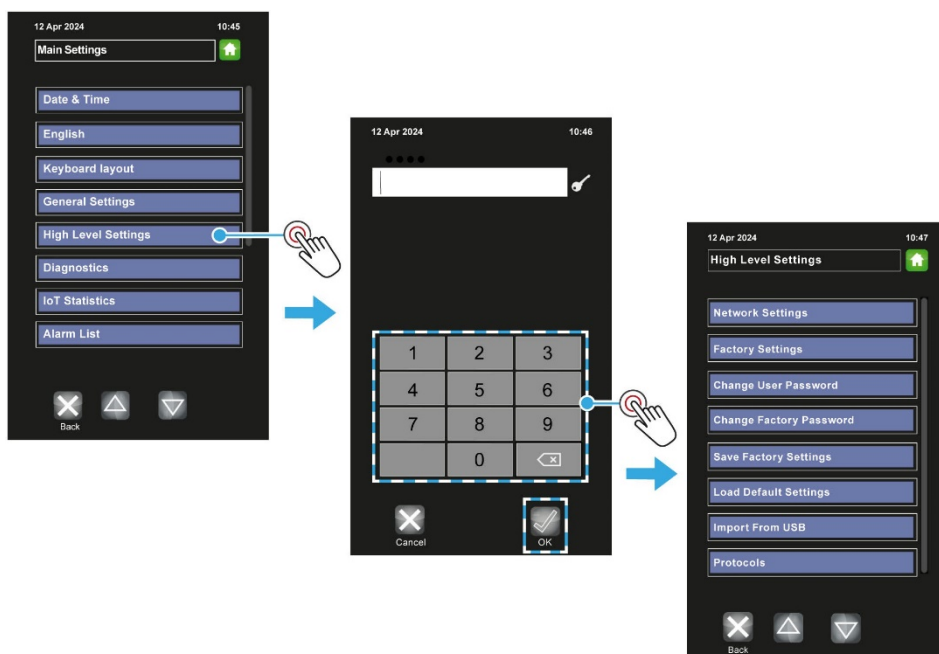 12 Apr 2024 10:45
Main Settings
Date & Time
English
Keyboard layout
General Settings
High Level Settings
Diagnostics
IoT Statistics
Alarm List
Back
12 Apr 2024 10:46
1 2 3
4 5 6
7 8 9
0
Cancel OK
12 Apr 2024 10:47
High Level Settings
Network Settings
Factory Settings
Change User Password
Change Factory Password
Save Factory Settings
Load Default Settings
Import From USB
Protocols
Back